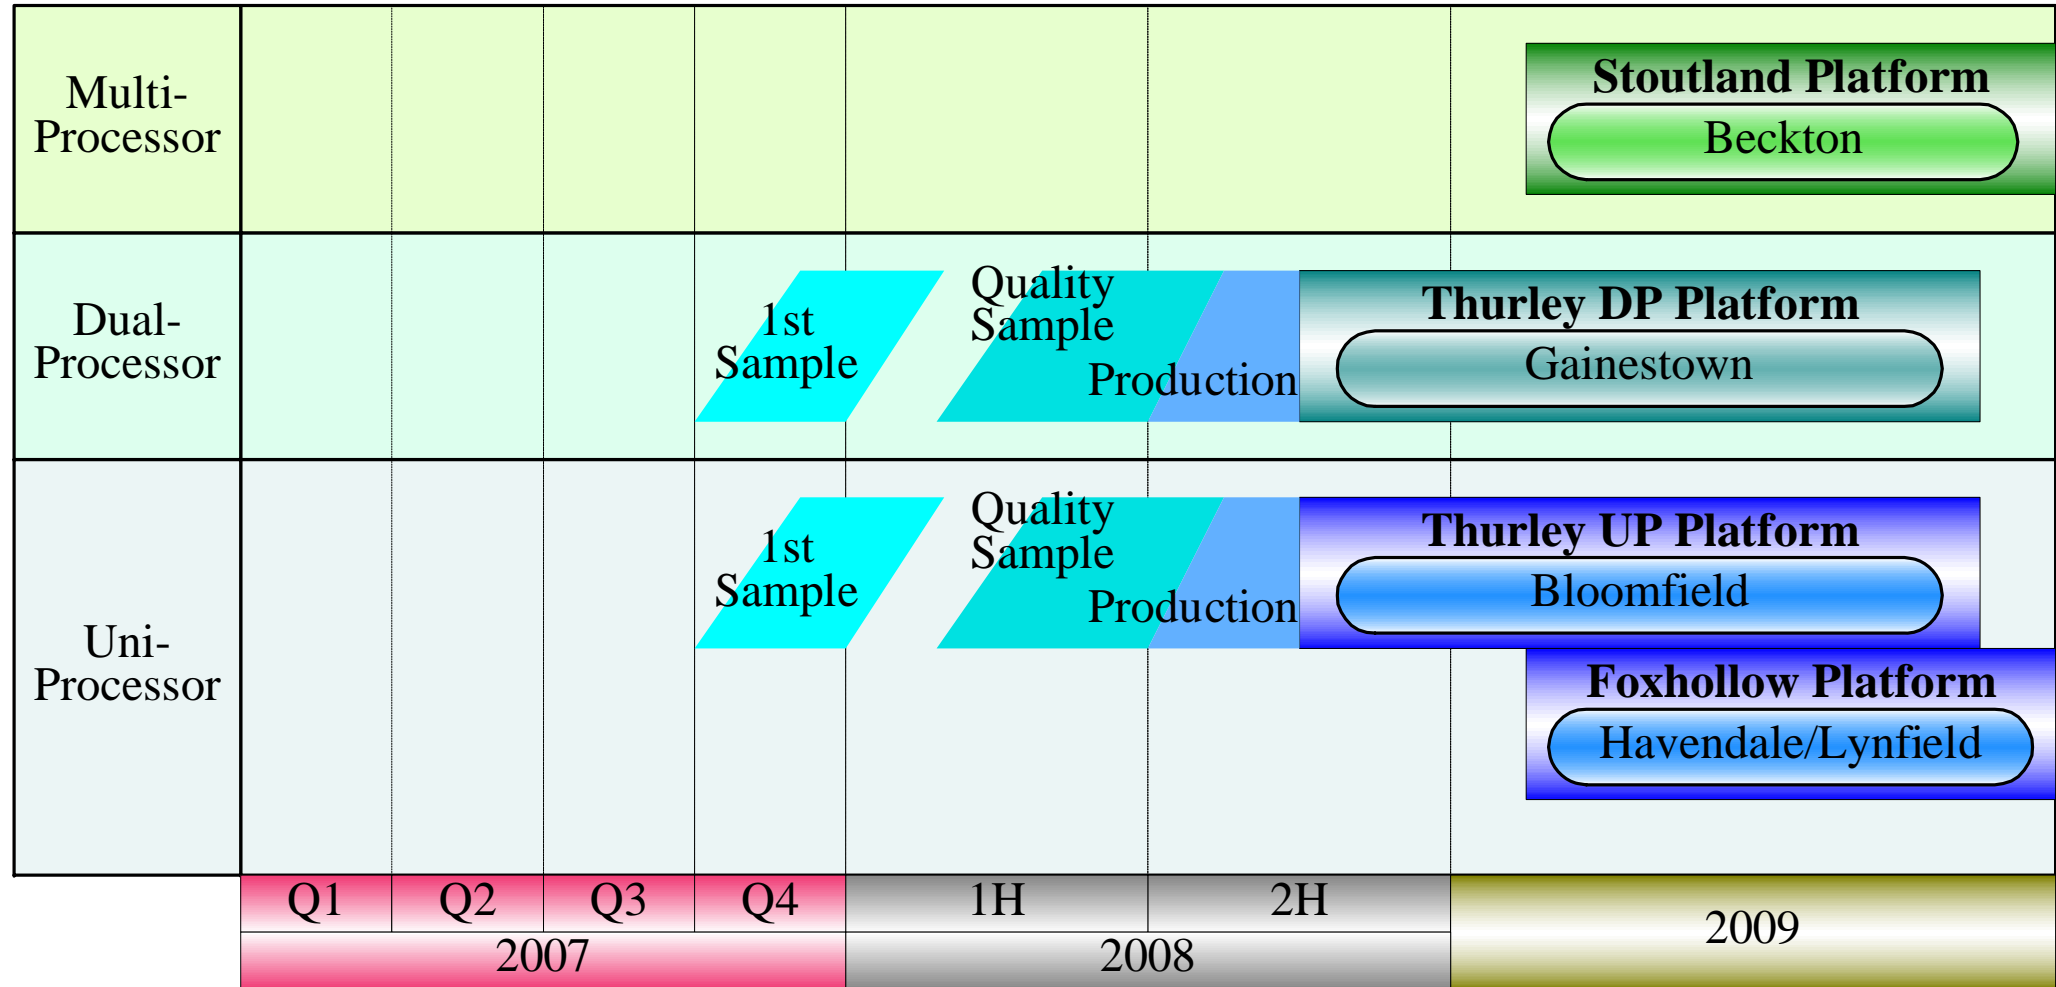 Multi-
Processor
Stoutland Platform
Beckton
Dual-
Processor
1st
Sample
Quality
Sample
Production
Thurley DP Platform
Gainestown
Uni-
Processor
1st
Sample
Quality
Sample
Production
Thurley UP Platform
Bloomfield
Foxhollow Platform
Havendale/Lynfield
Q1 Q2 Q3 Q4 1H 2H
2007 2008 2009